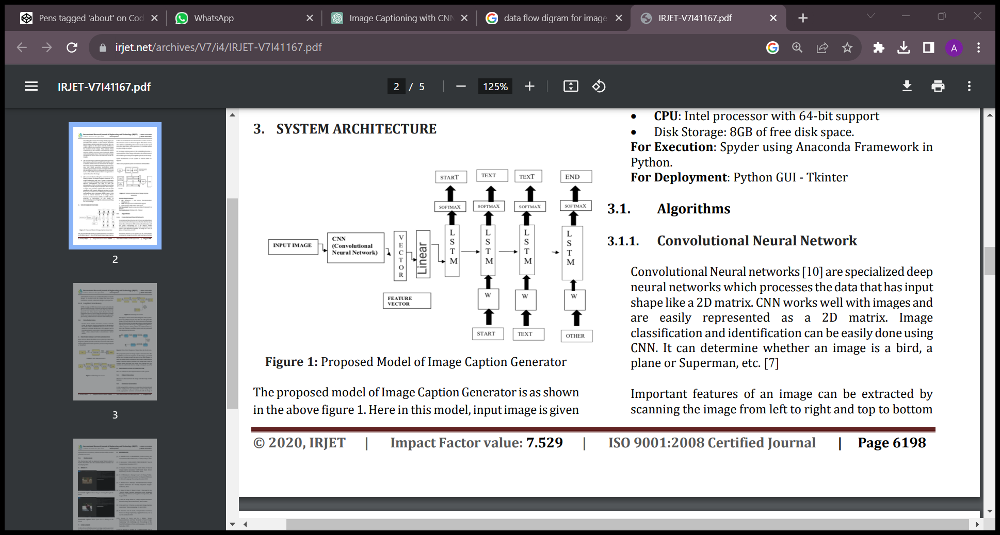 Pens tagged 'about' on Cod
WhatsApp
Image Captioning with CNN
data flow digram for image
IRJET-V7I41167.pdf
irjet.net/archives/V7/i4/IRJET-V7I41167.pdf
A
IRJET-V7I41167.pdf
2 / 5
125%
2
3
3. SYSTEM ARCHITECTURE
START
TEXT
TEXT
END
SOFTMAX
SOFTMAX
SOFTMAX
SOFTMAX
INPUT IMAGE
CNN
(Convolutional
Neural Network)
VECTOR
Linear
LSTM
LSTM
LSTM
LSTM
FEATURE
VECTOR
W
W
W
START
TEXT
OTHER
Figure 1: Proposed Model of Image Caption Generator
The proposed model of Image Caption Generator is as shown
in the above figure 1. Here in this model, input image is given
• CPU: Intel processor with 64-bit support
• Disk Storage: 8GB of free disk space.
For Execution: Spyder using Anaconda Framework in
Python.
For Deployment: Python GUI - Tkinter
3.1. Algorithms
3.1.1. Convolutional Neural Network
Convolutional Neural networks [10] are specialized deep
neural networks which processes the data that has input
shape like a 2D matrix. CNN works well with images and
are easily represented as a 2D matrix. Image
classification and identification can be easily done using
CNN. It can determine whether an image is a bird, a
plane or Superman, etc. [7]
Important features of an image can be extracted by
scanning the image from left to right and top to bottom
© 2020, IRJET | Impact Factor value: 7.529 | ISO 9001:2008 Certified Journal | Page 6198